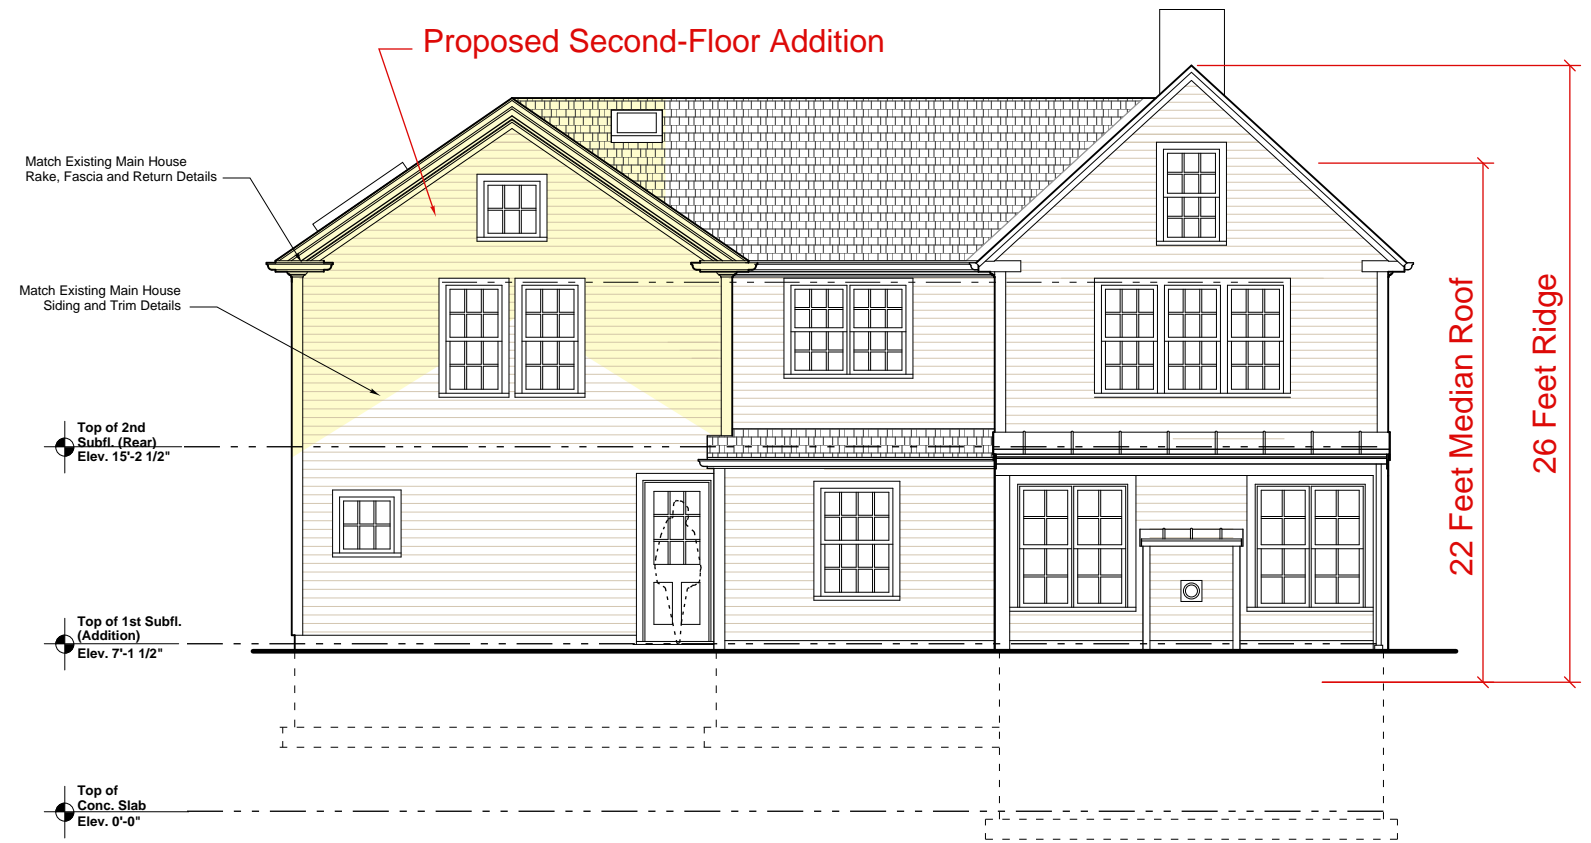 Proposed Second-Floor Addition
Match Existing Main House
Rake, Fascia and Return Details
Match Existing Main House
Siding and Trim Details
Top of 2nd
Subfl. (Rear)
Elev. 15'-2 1/2"
Top of 1st Subfl.
(Addition)
Elev. 7'-1 1/2"
Top of
Conc. Slab
Elev. 0'-0"
22 Feet Median Roof
26 Feet Ridge